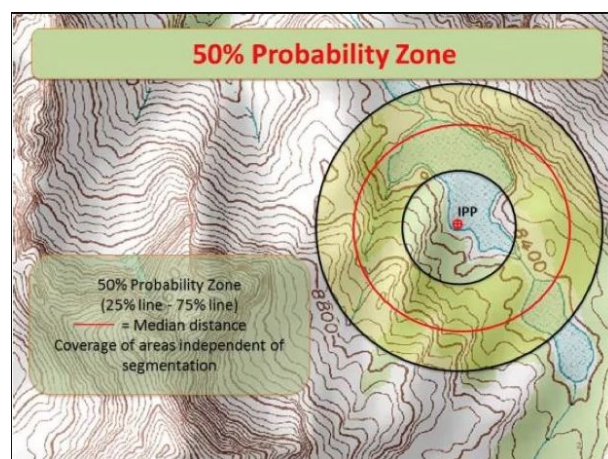 50% Probability Zone
IPP
8400
8800
50% Probability Zone
(25% line - 75% line)
= Median distance
Coverage of areas independent of
segmentation